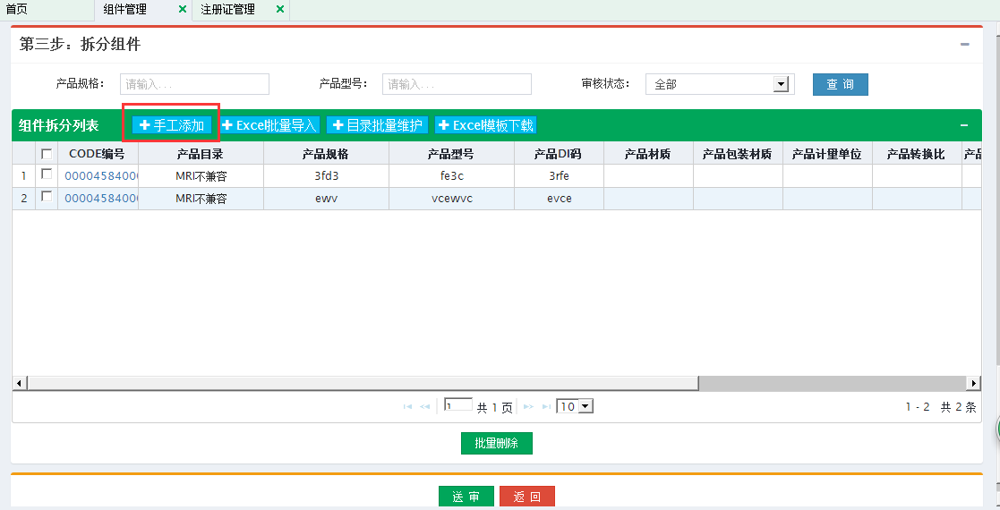 首页 组件管理 注册证管理
第三步：拆分组件
产品规格： 请输入... 产品型号： 请输入... 审核状态： 全部 查 询
组件拆分列表 手工添加 Excel批量导入 目录批量维护 Excel模板下载
CODE编号 产品目录 产品规格 产品型号 产品DI码 产品材质 产品包装材质 产品计量单位 产品转换比 产品
1 00004584000 MRI不兼容 3fd3 fe3c 3rfe
2 00004584000 MRI不兼容 ewv vcewvc evce
1 共 1 页 10 1 - 2 共 2 条
批量删除
送 审 返 回